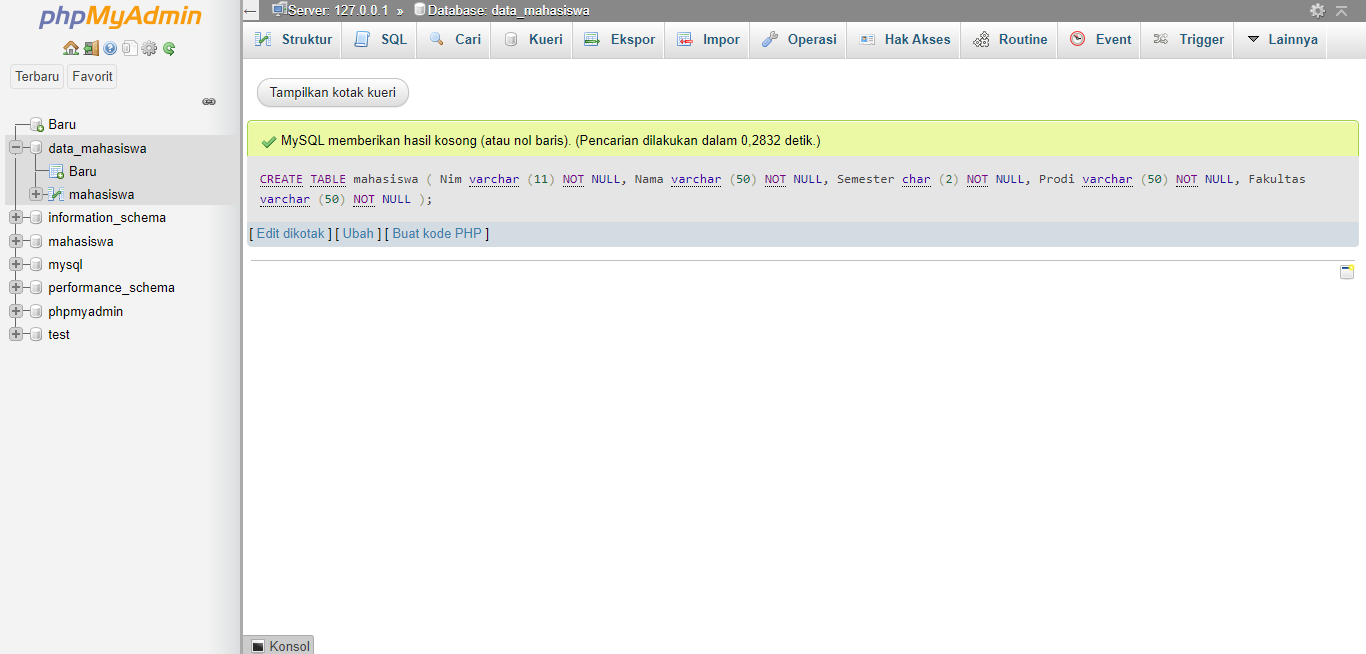 phpMyAdmin
Terbaru Favorit
Baru
data_mahasiswa
Baru
mahasiswa
information_schema
mahasiswa
mysql
performance_schema
phpmyadmin
test
Server: 127.0.0.1 » Database: data_mahasiswa
Struktur SQL Cari Kueri Ekspor Impor Operasi Hak Akses Routine Event Trigger Lainnya
Tampilkan kotak kueri
MySQL memberikan hasil kosong (atau nol baris). (Pencarian dilakukan dalam 0,2832 detik.)
CREATE TABLE mahasiswa ( Nim varchar (11) NOT NULL, Nama varchar (50) NOT NULL, Semester char (2) NOT NULL, Prodi varchar (50) NOT NULL, Fakultas
varchar (50) NOT NULL );
[ Edit dikotak ] [ Ubah ] [ Buat kode PHP ]
Konsol